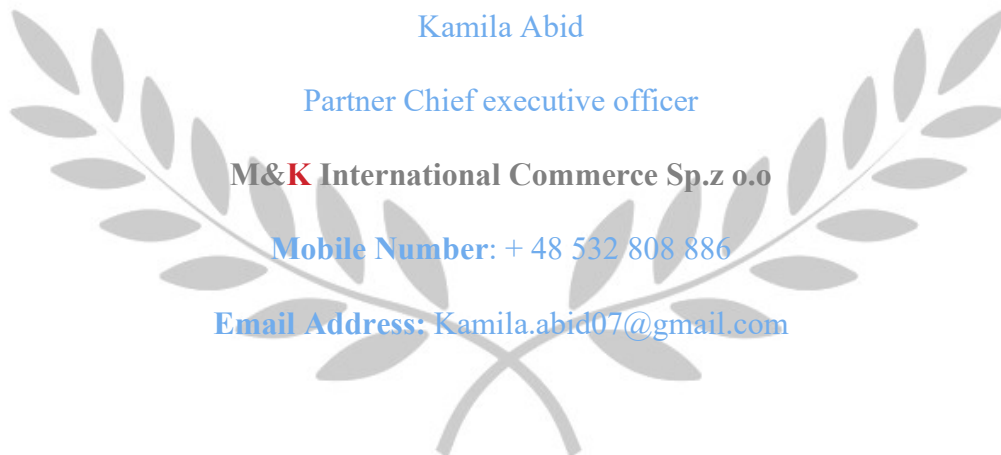 Kamila Abid
Partner Chief executive officer
M&K International Commerce Sp.z o.o
Mobile Number: + 48 532 808 886
Email Address: Kamila.abid07@gmail.com